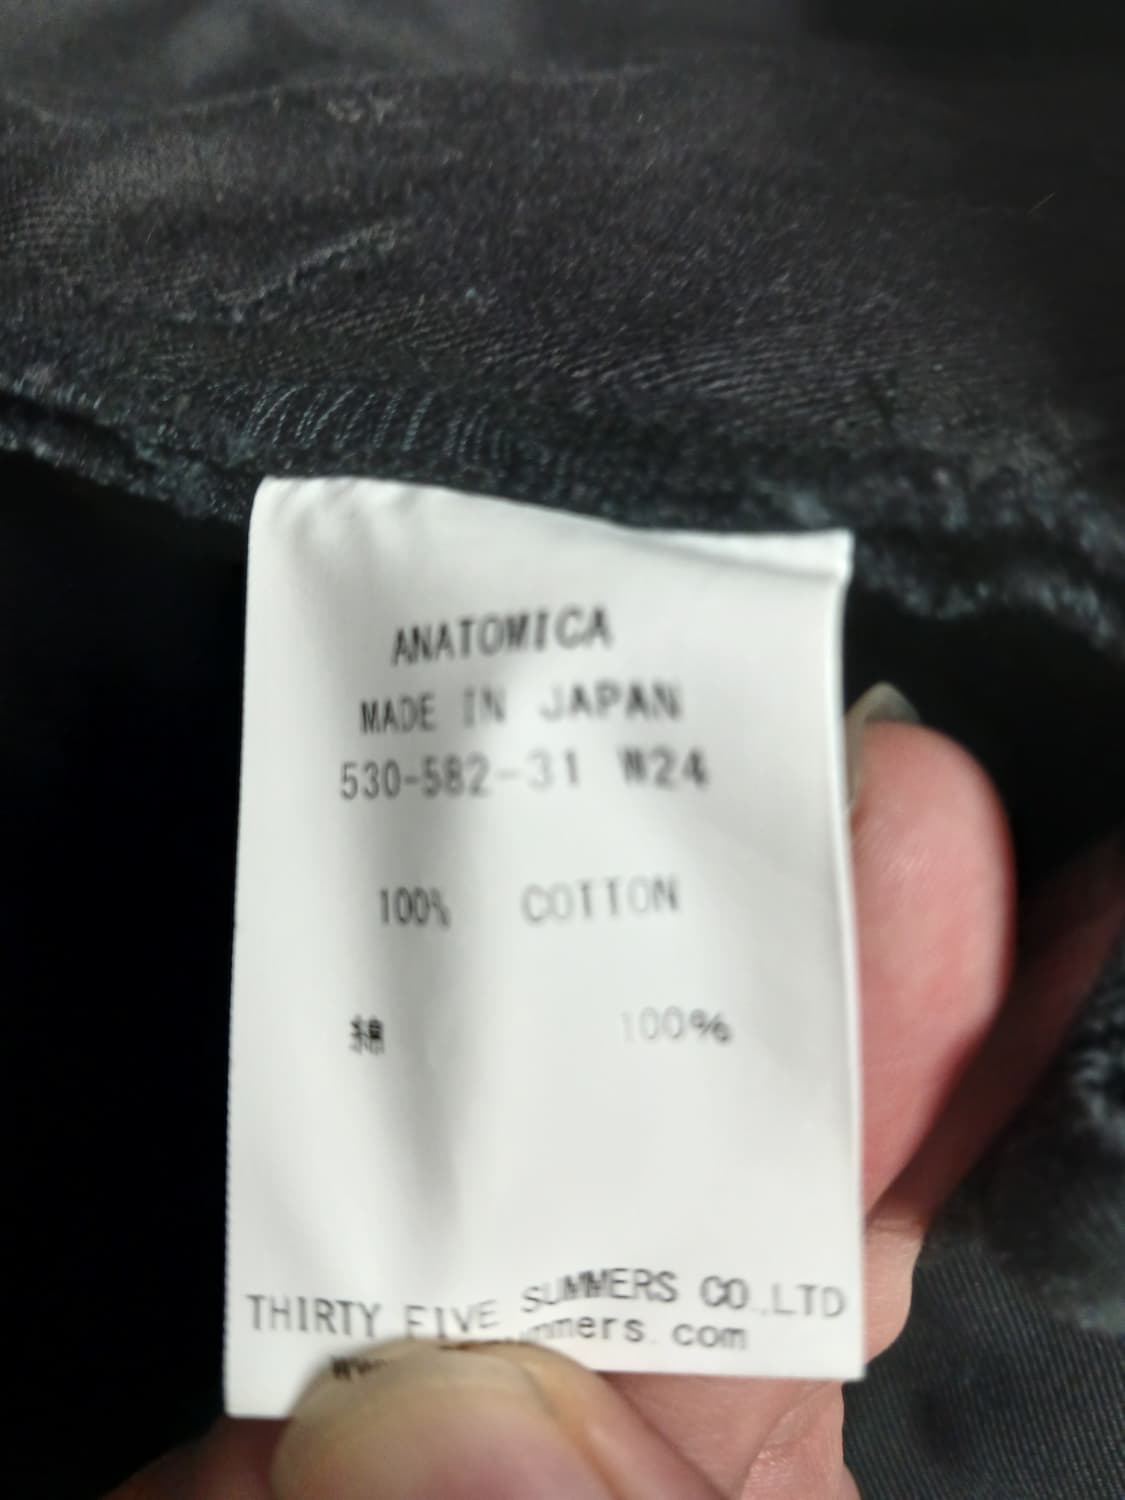 ANATOMICA
MADE IN JAPAN
530-582-31 W24
100% COTTON
綿 100%
THIRTY FIVE SUMMERS CO.,LTD